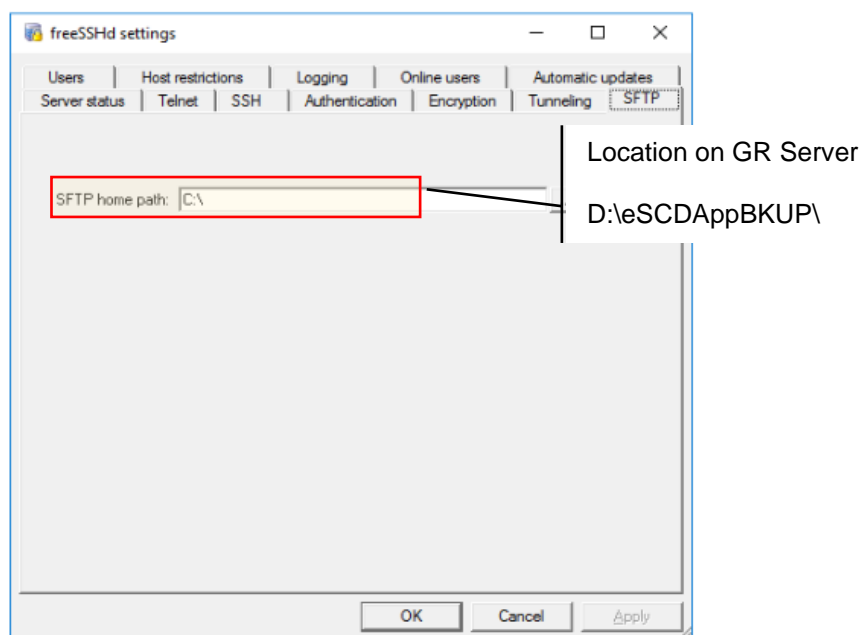 freeSSHd settings
Users Host restrictions Logging Online users Automatic updates
Server status Telnet SSH Authentication Encryption Tunneling SFTP
Location on GR Server
SFTP home path: C:\
D:\eSCDAppBKUP\
OK Cancel Apply